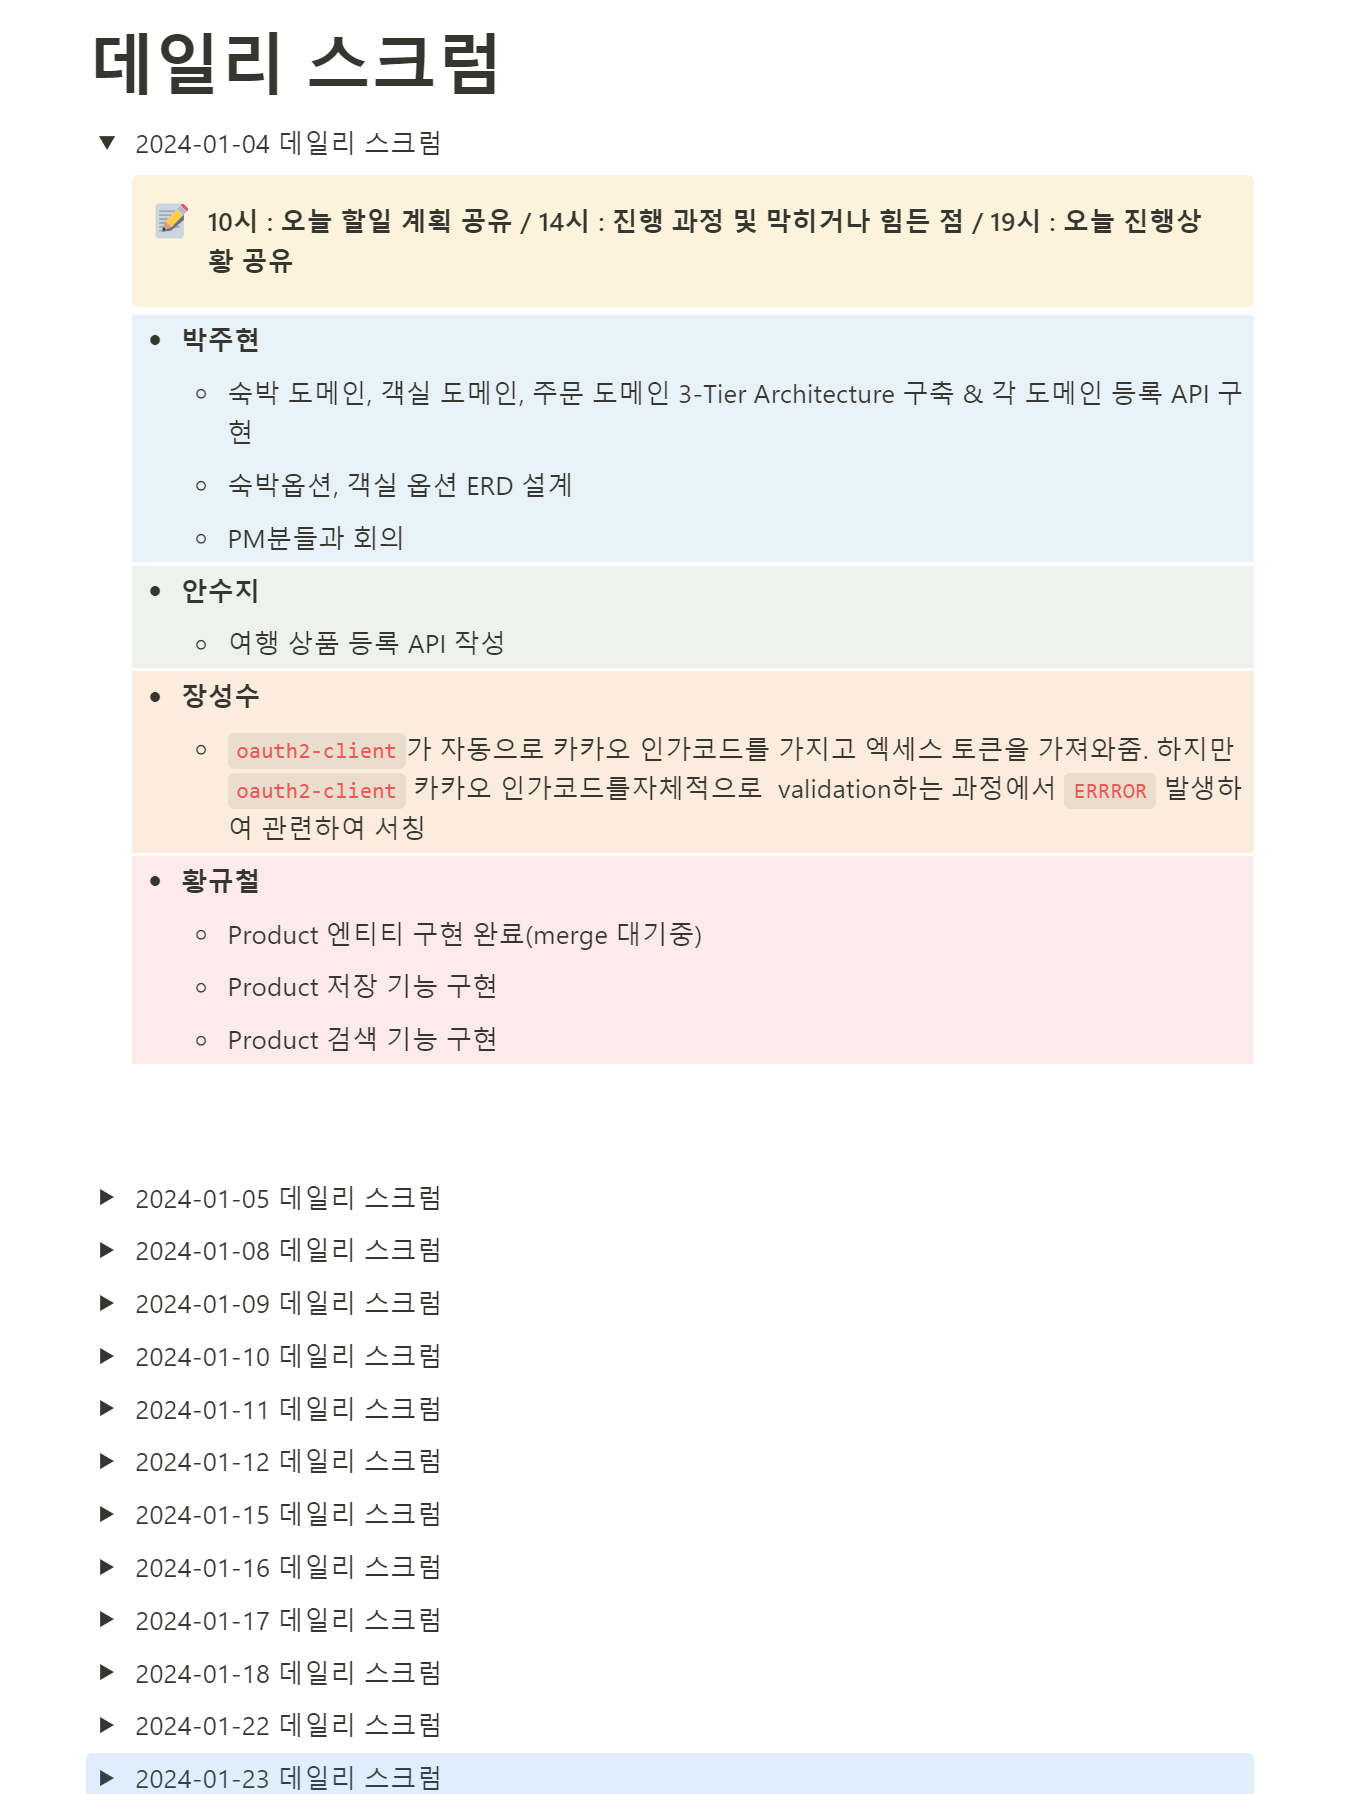 데일리 스크럼
2024-01-04 데일리 스크럼
10시 : 오늘 할일 계획 공유 / 14시 : 진행 과정 및 막히거나 힘든 점 / 19시 : 오늘 진행상
황 공유
박주현
숙박 도메인, 객실 도메인, 주문 도메인 3-Tier Architecture 구축 & 각 도메인 등록 API 구
현
숙박옵션, 객실 옵션 ERD 설계
PM분들과 회의
안수지
여행 상품 등록 API 작성
장성수
oauth2-client가 자동으로 카카오 인가코드를 가지고 엑세스 토큰을 가져와줌. 하지만
oauth2-client 카카오 인가코드를자체적으로 validation하는 과정에서 ERRROR 발생하
여 관련하여 서칭
황규철
Product 엔티티 구현 완료(merge 대기중)
Product 저장 기능 구현
Product 검색 기능 구현
2024-01-05 데일리 스크럼
2024-01-08 데일리 스크럼
2024-01-09 데일리 스크럼
2024-01-10 데일리 스크럼
2024-01-11 데일리 스크럼
2024-01-12 데일리 스크럼
2024-01-15 데일리 스크럼
2024-01-16 데일리 스크럼
2024-01-17 데일리 스크럼
2024-01-18 데일리 스크럼
2024-01-22 데일리 스크럼
2024-01-23 데일리 스크럼